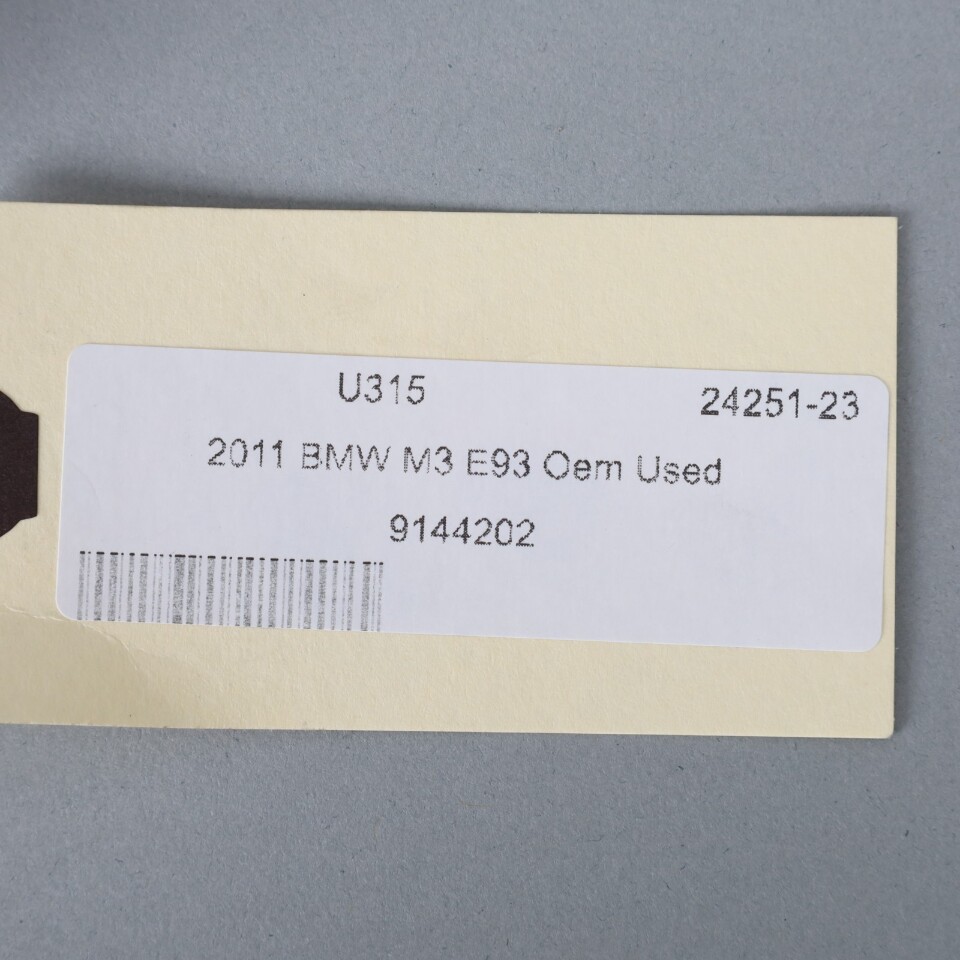 U315 24251-23
2011 BMW M3 E93 Oem Used
9144202